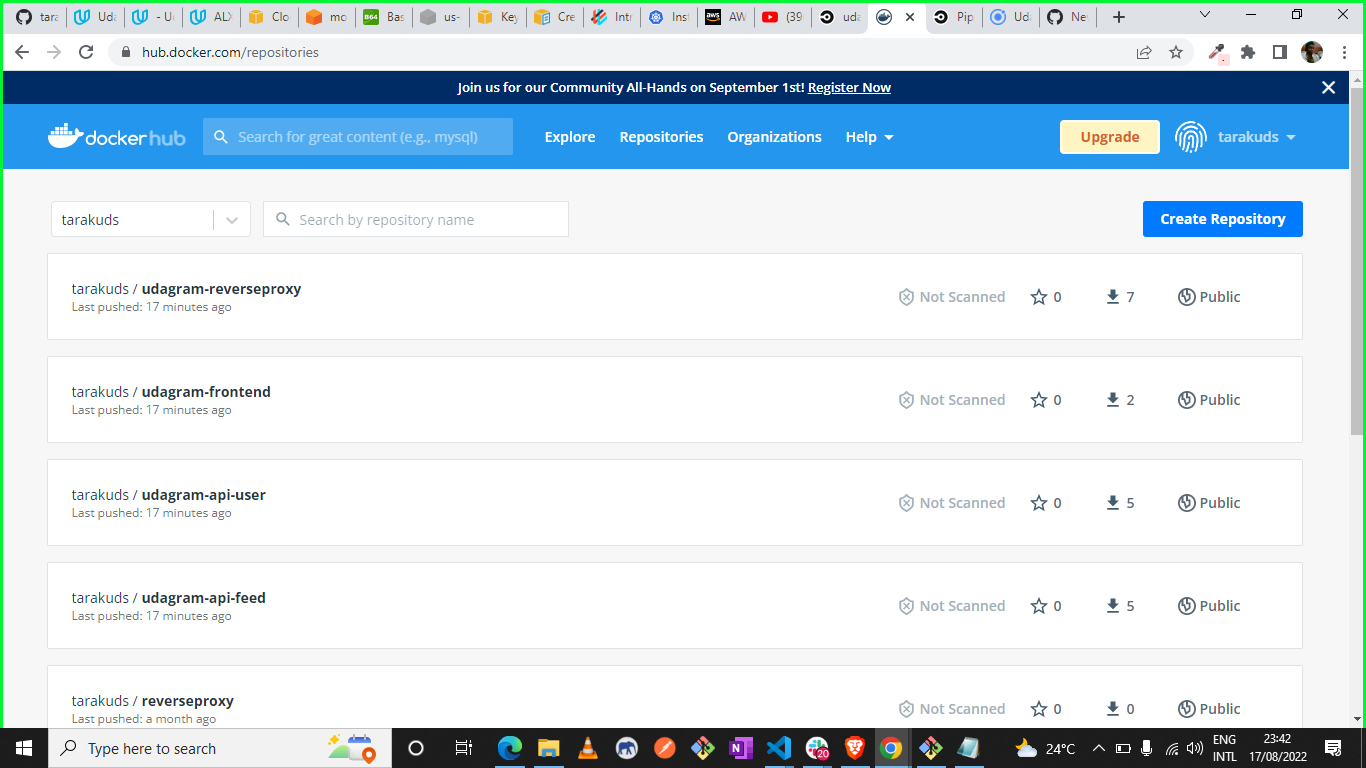 tara
Uda
- Ud
ALX
Clo
mo
B64
Bas
us-
Key
Cre
Intr
Inst
aws
AW
(39
uda
Pip
Uda
Ne
hub.docker.com/repositories
Join us for our Community All-Hands on September 1st! Register Now
dockerhub
Search for great content (e.g., mysql)
Explore
Repositories
Organizations
Help
Upgrade
tarakuds
tarakuds
Search by repository name
Create Repository
tarakuds / udagram-reverseproxy
Last pushed: 17 minutes ago
Not Scanned
0
7
Public
tarakuds / udagram-frontend
Last pushed: 17 minutes ago
Not Scanned
0
2
Public
tarakuds / udagram-api-user
Last pushed: 17 minutes ago
Not Scanned
0
5
Public
tarakuds / udagram-api-feed
Last pushed: 17 minutes ago
Not Scanned
0
5
Public
tarakuds / reverseproxy
Last pushed: a month ago
Not Scanned
0
0
Public
Type here to search
20
24°C
ENG
INTL
23:42
17/08/2022